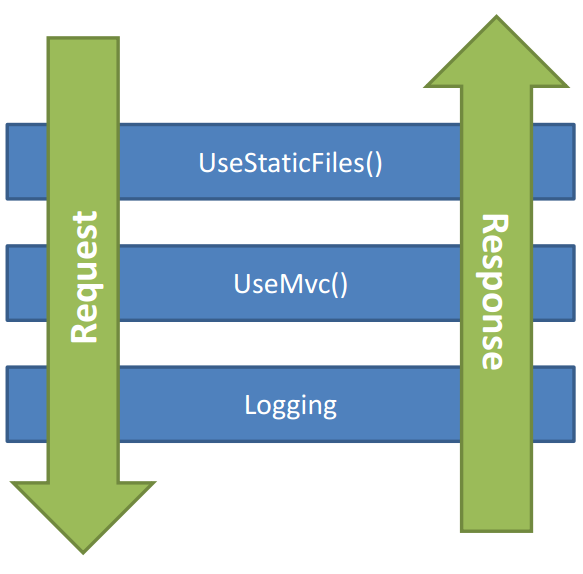 UseStaticFiles()
Request
Response
UseMvc()
Logging